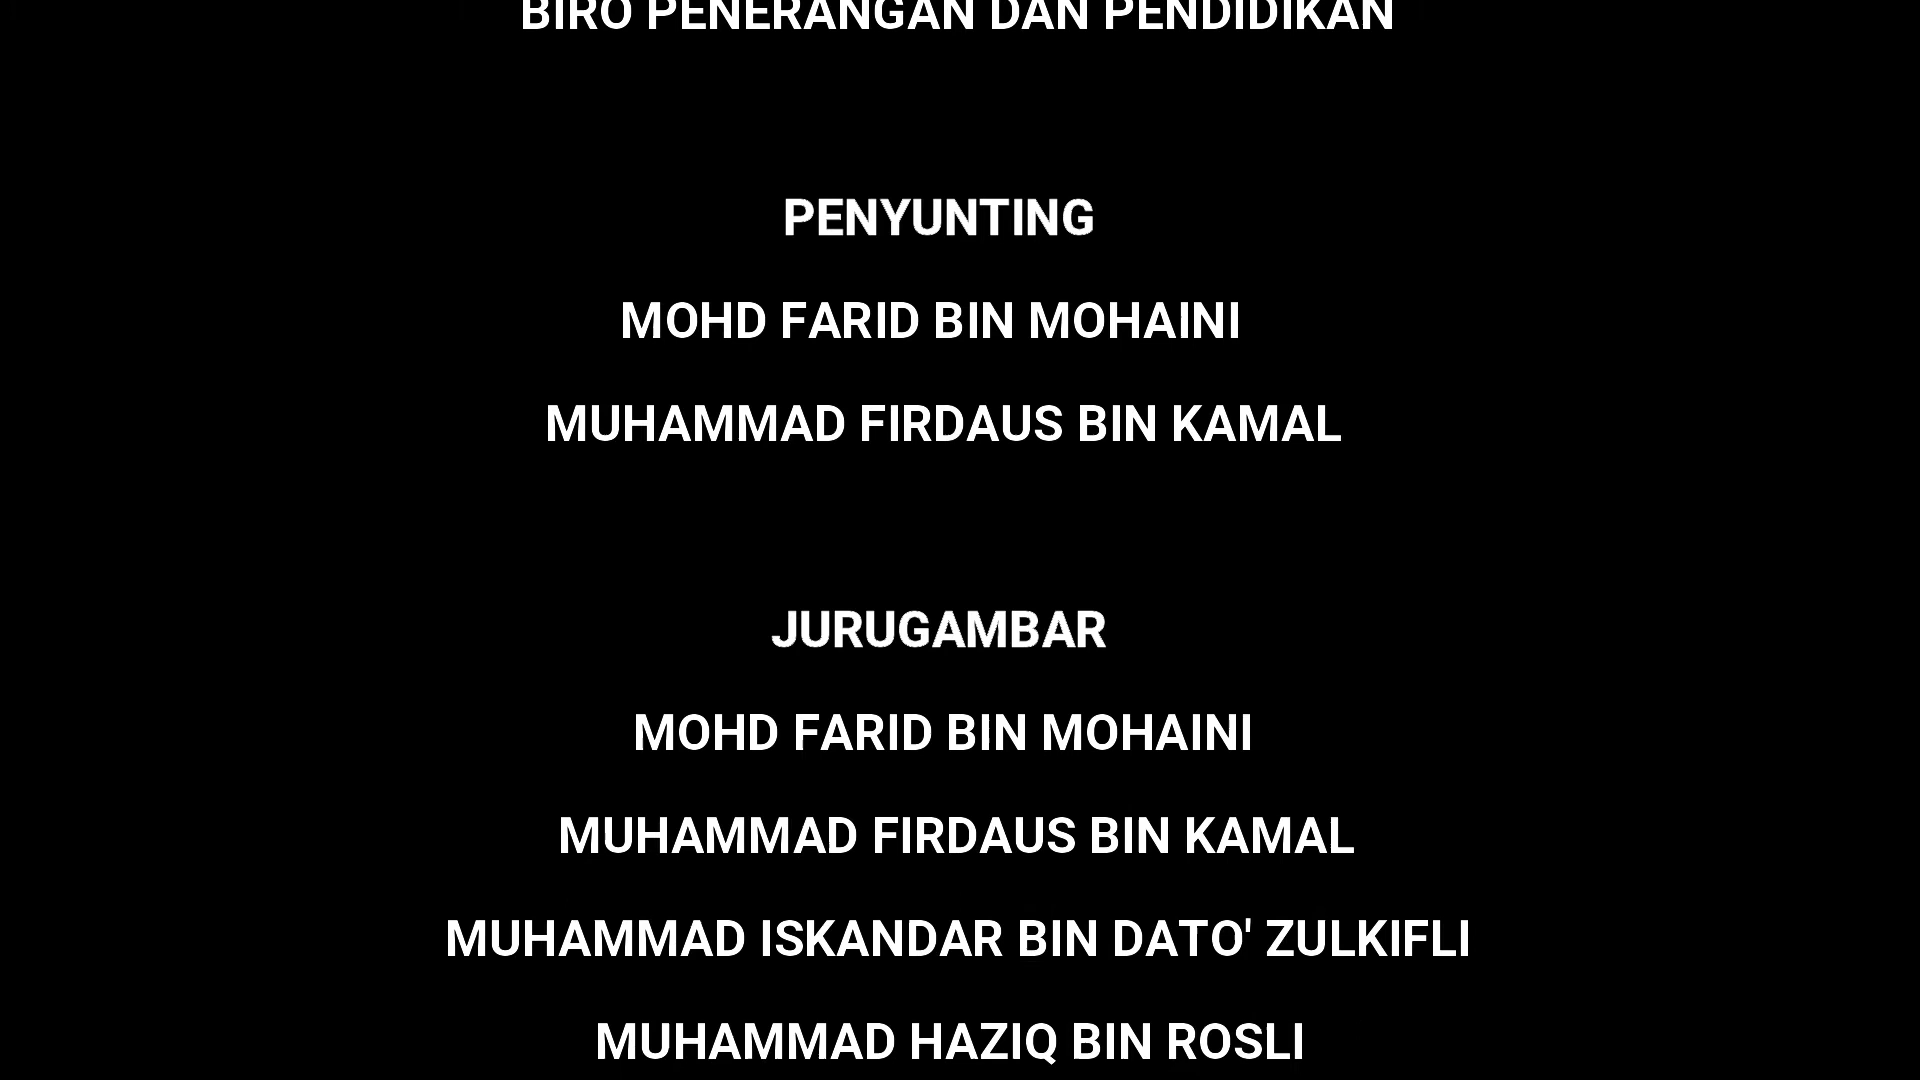 BIRO PENERANGAN DAN PENDIDIKAN
PENYUNTING
MOHD FARID BIN MOHAINI
MUHAMMAD FIRDAUS BIN KAMAL
JURUGAMBAR
MOHD FARID BIN MOHAINI
MUHAMMAD FIRDAUS BIN KAMAL
MUHAMMAD ISKANDAR BIN DATO' ZULKIFLI
MUHAMMAD HAZIQ BIN ROSLI